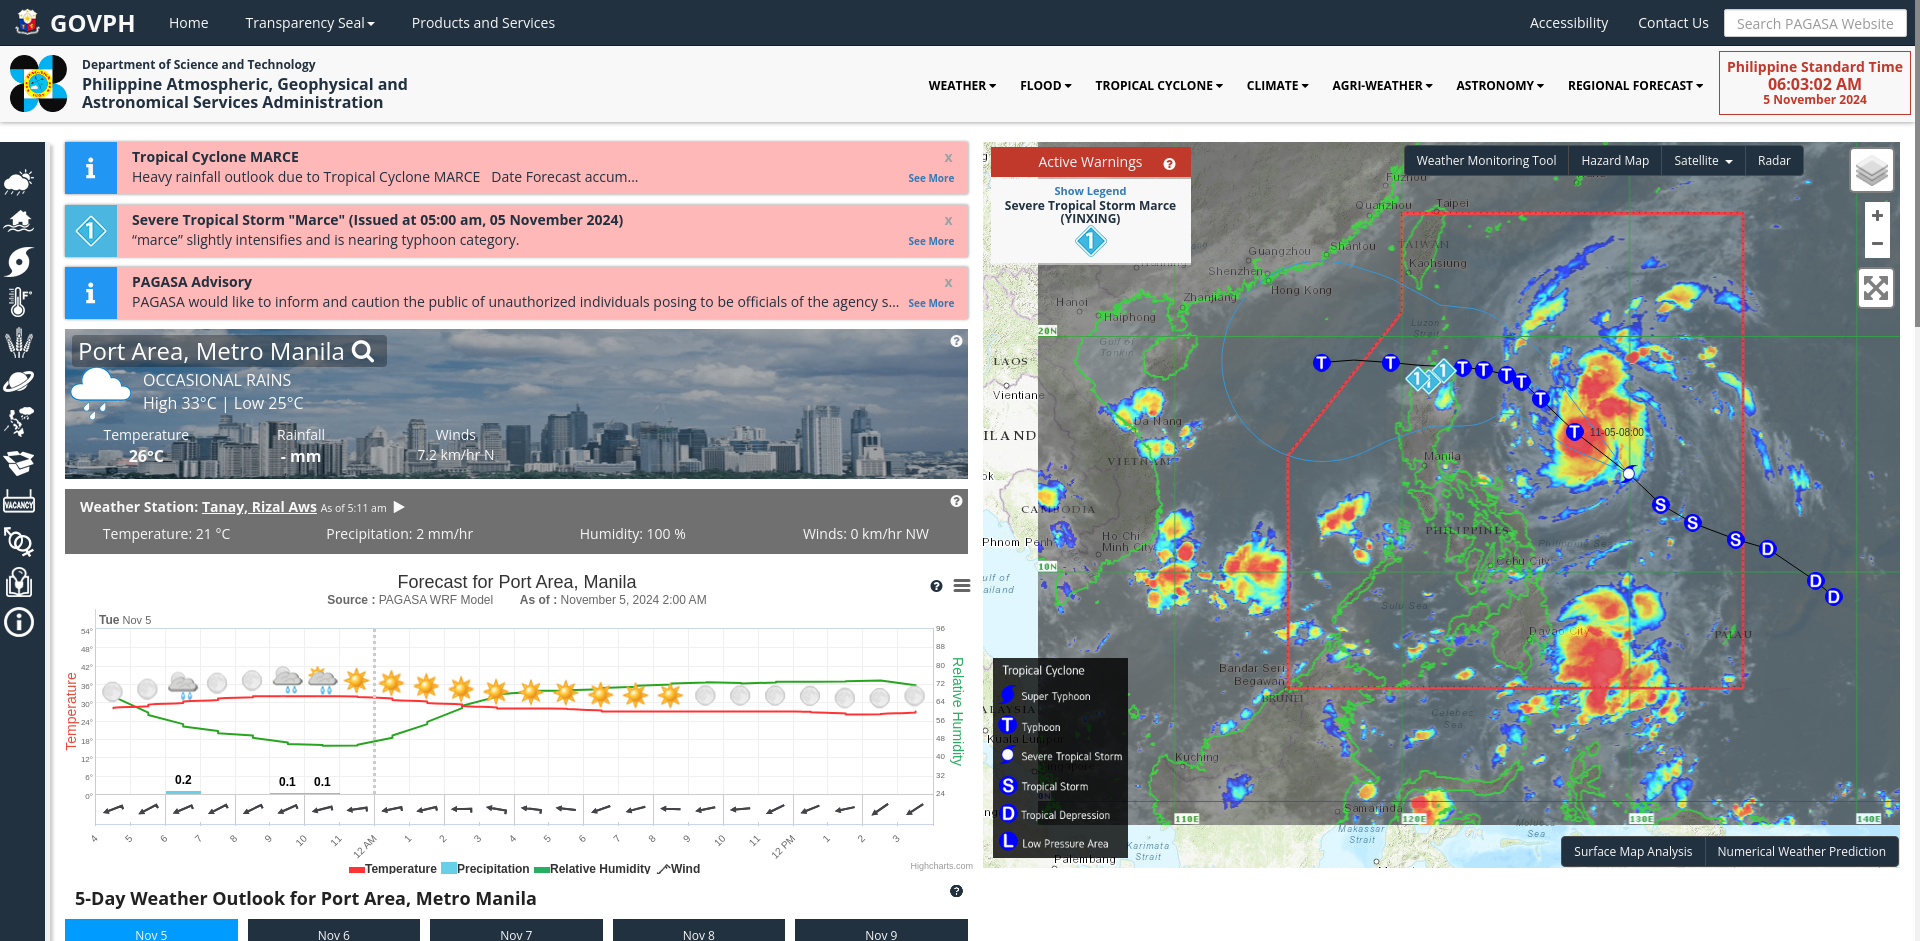 GOVPH
Home
Transparency Seal
Products and Services
Accessibility
Contact Us
Search PAGASA Website
Department of Science and Technology
Philippine Atmospheric, Geophysical and
Astronomical Services Administration
WEATHER
FLOOD
TROPICAL CYCLONE
CLIMATE
AGRI-WEATHER
ASTRONOMY
REGIONAL FORECAST
Philippine Standard Time
06:03:02 AM
5 November 2024
Tropical Cyclone MARCE
x
Heavy rainfall outlook due to Tropical Cyclone MARCE Date Forecast accum...
See More
1
Severe Tropical Storm "Marce" (Issued at 05:00 am, 05 November 2024)
x
“marce” slightly intensifies and is nearing typhoon category.
See More
PAGASA Advisory
x
PAGASA would like to inform and caution the public of unauthorized individuals posing to be officials of the agency s...
See More
VACANCY
Port Area, Metro Manila
OCCASIONAL RAINS
High 33°C | Low 25°C
Temperature
26°C
Rainfall
- mm
Winds
7.2 km/hr N
Weather Station: Tanay, Rizal Aws As of 5:11 am
Temperature: 21 °C
Precipitation: 2 mm/hr
Humidity: 100 %
Winds: 0 km/hr NW
Forecast for Port Area, Manila
Source : PAGASA WRF Model As of : November 5, 2024 2:00 AM
Tue Nov 5
54°
48°
42°
36°
30°
24°
18°
12°
6°
0°
Temperature
96
88
80
72
64
56
48
40
32
24
Relative Humidity
0.2
0.1
0.1
4
5
6
7
8
9
10
11
12 AM
1
2
3
4
5
6
7
8
9
10
11
12 PM
1
2
3
Temperature
Precipitation
Relative Humidity
Wind
Highcharts.com
5-Day Weather Outlook for Port Area, Metro Manila
Nov 5
Nov 6
Nov 7
Nov 8
Nov 9
Active Warnings
Show Legend
Severe Tropical Storm Marce
(YINXING)
1
Weather Monitoring Tool
Hazard Map
Satellite
Radar
+
−
Fuzhou
Quanzhou
Taipei
Guangzhou
Shantou
TAIWAN
Shenzhen
Kaohsiung
Hong Kong
Zhanjiang
Hanoi
Haiphong
Nanning
20N
Gulf of
Tonkin
Luzon
Strait
LAOS
Vientiane
Da Nang
VIETNAM
CAMBODIA
Ho Chi
Minh City
Phnom Penh
10N
Manila
PHILIPPINES
Philippine Sea
Cebu City
Sulu Sea
Davao City
PALAU
Bandar Seri
Begawan
BRUNEI
Celebes
Sea
Kuching
Samarinda
Makassar
Strait
Karimata
Strait
Palembang
110E
120E
130E
140E
11-05-08:00
T
T
T
T
T
T
T
T
S
S
S
D
D
D
1
1
1
Tropical Cyclone
Super Typhoon
T Typhoon
Severe Tropical Storm
S Tropical Storm
D Tropical Depression
L Low Pressure Area
Surface Map Analysis
Numerical Weather Prediction